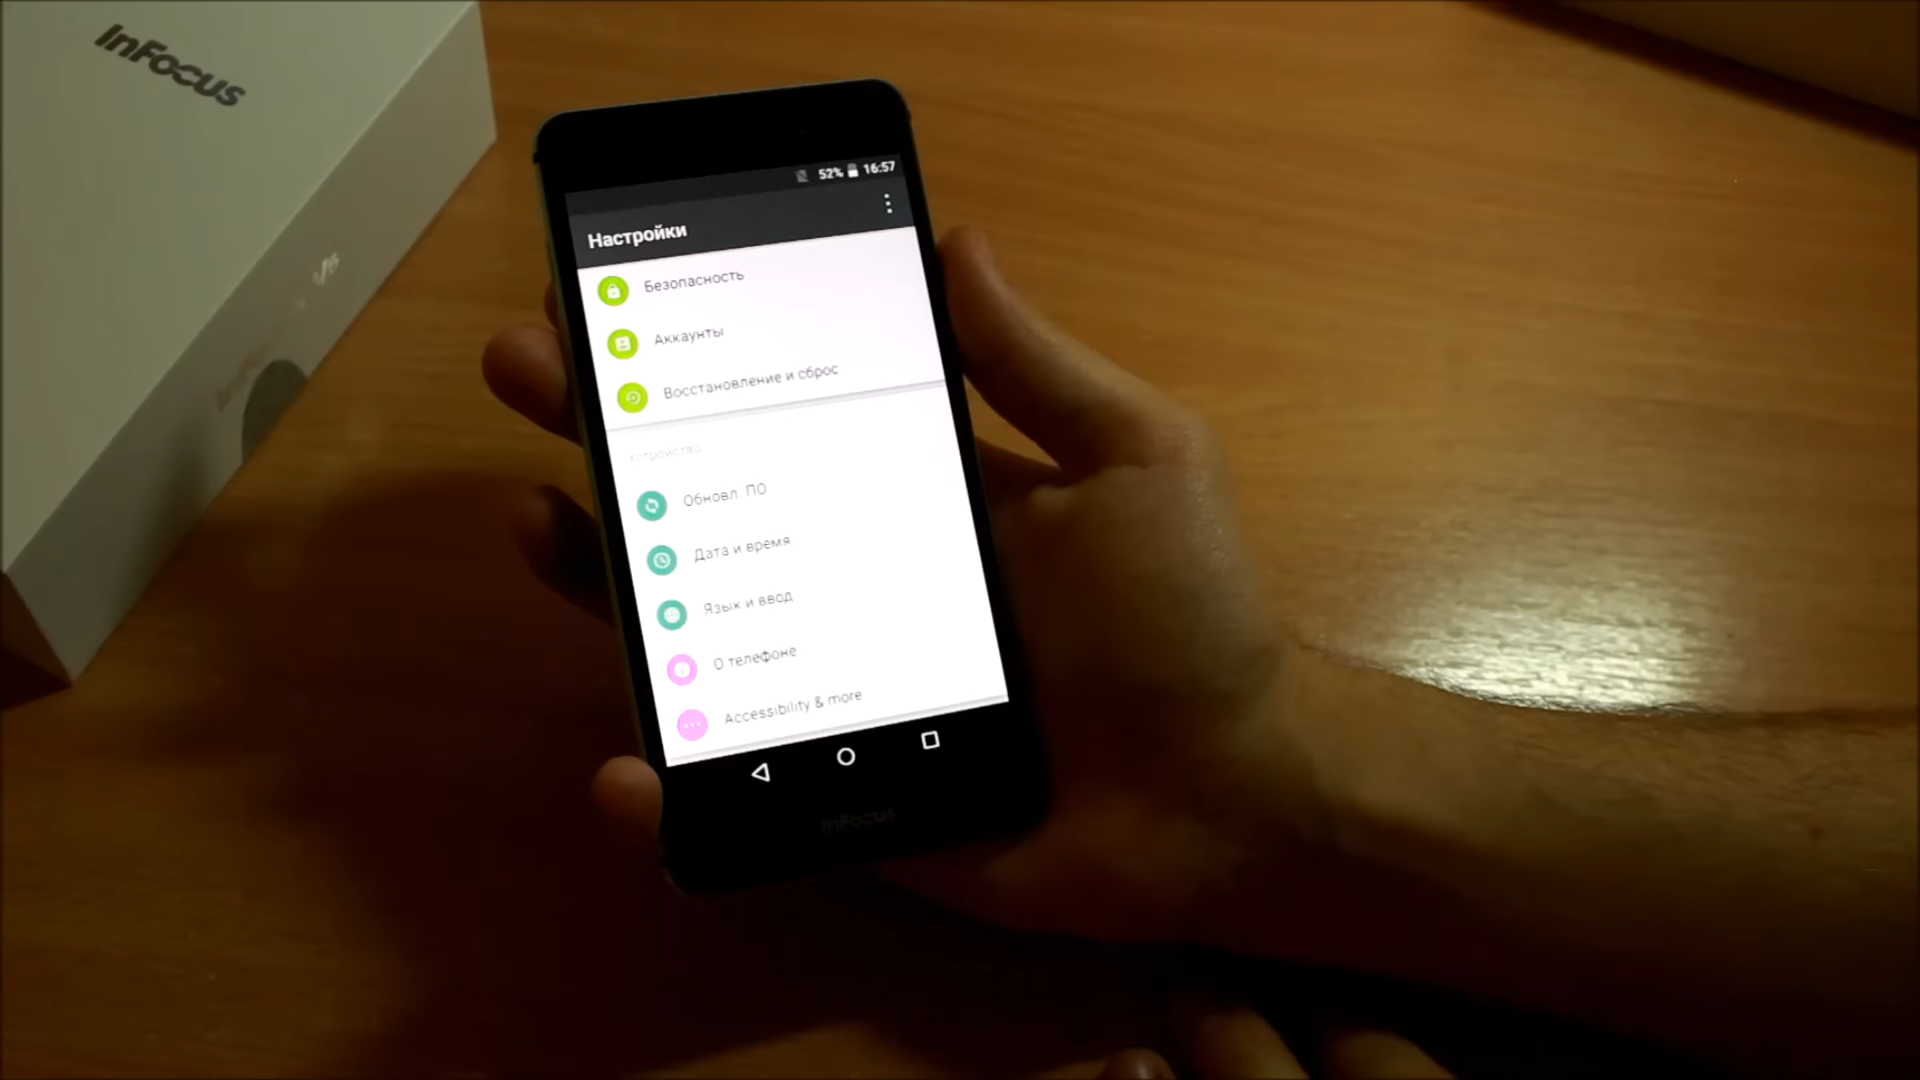 InFocus
52% 16:57
Настройки
Безопасность
Аккаунты
Восстановление и сброс
Устройство
Обновл. ПО
Дата и время
Язык и ввод
О телефоне
Accessibility & more
InFocus